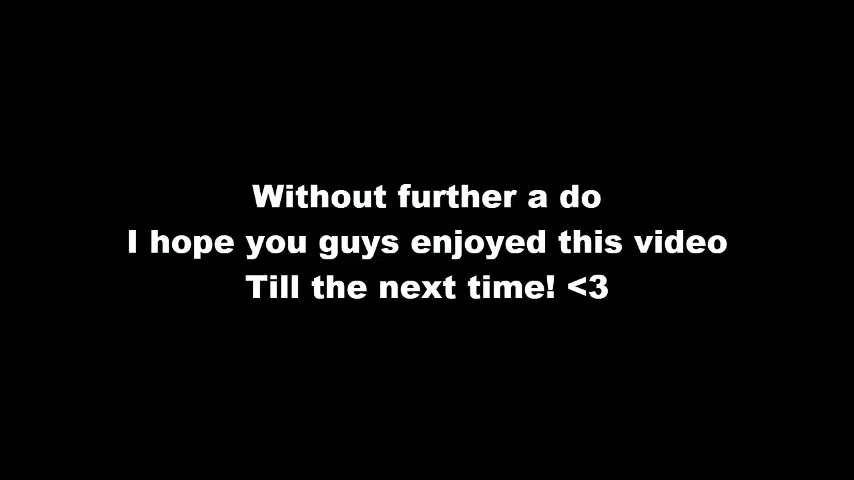 Without further a do
I hope you guys enjoyed this video
Till the next time! <3